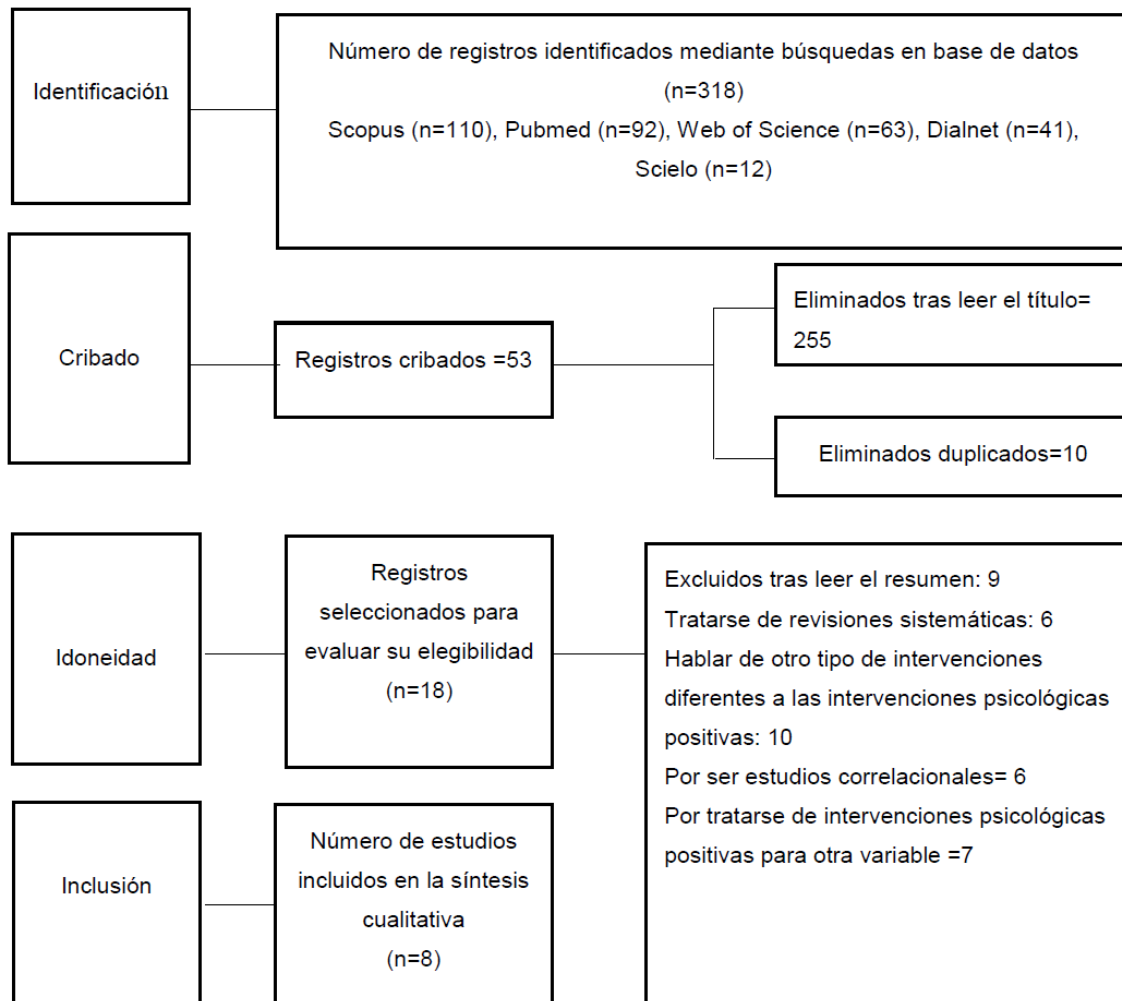 Identificación
Número de registros identificados mediante búsquedas en base de datos
(n=318)
Scopus (n=110), Pubmed (n=92), Web of Science (n=63), Dialnet (n=41),
Scielo (n=12)
Cribado
Registros cribados =53
Eliminados tras leer el título=
255
Eliminados duplicados=10
Idoneidad
Registros
seleccionados para
evaluar su elegibilidad
(n=18)
Excluidos tras leer el resumen: 9
Tratarse de revisiones sistemáticas: 6
Hablar de otro tipo de intervenciones
diferentes a las intervenciones psicológicas
positivas: 10
Por ser estudios correlacionales= 6
Por tratarse de intervenciones psicológicas
positivas para otra variable =7
Inclusión
Número de estudios
incluidos en la síntesis
cualitativa
(n=8)